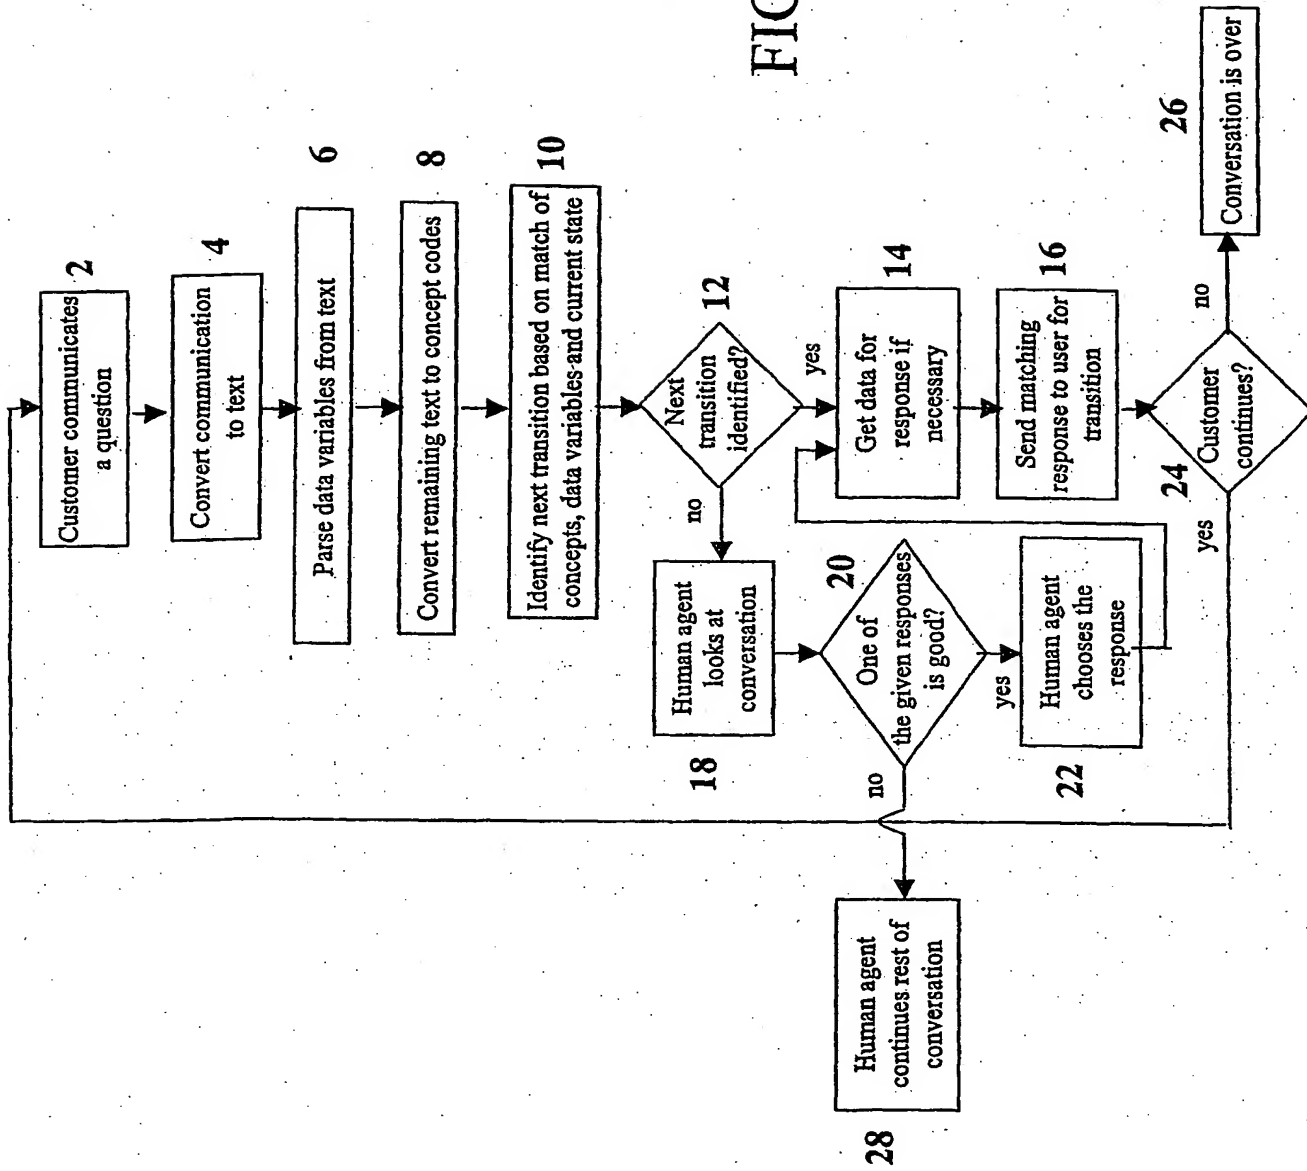 2
Customer communicates
a question
4
Convert communication
to text
6
Parse data variables from text
8
Convert remaining text to concept codes
10
Identify next transition based on match of
concepts, data variables and current state
12
Next
transition
identified?
no
yes
18
Human agent
looks at
conversation
14
Get data for
response if
necessary
20
One of
the given responses
is good?
no
yes
16
Send matching
response to user for
transition
22
Human agent
chooses the
response
24
Customer
continues?
yes
no
26
Conversation is over
28
Human agent
continues rest of
conversation